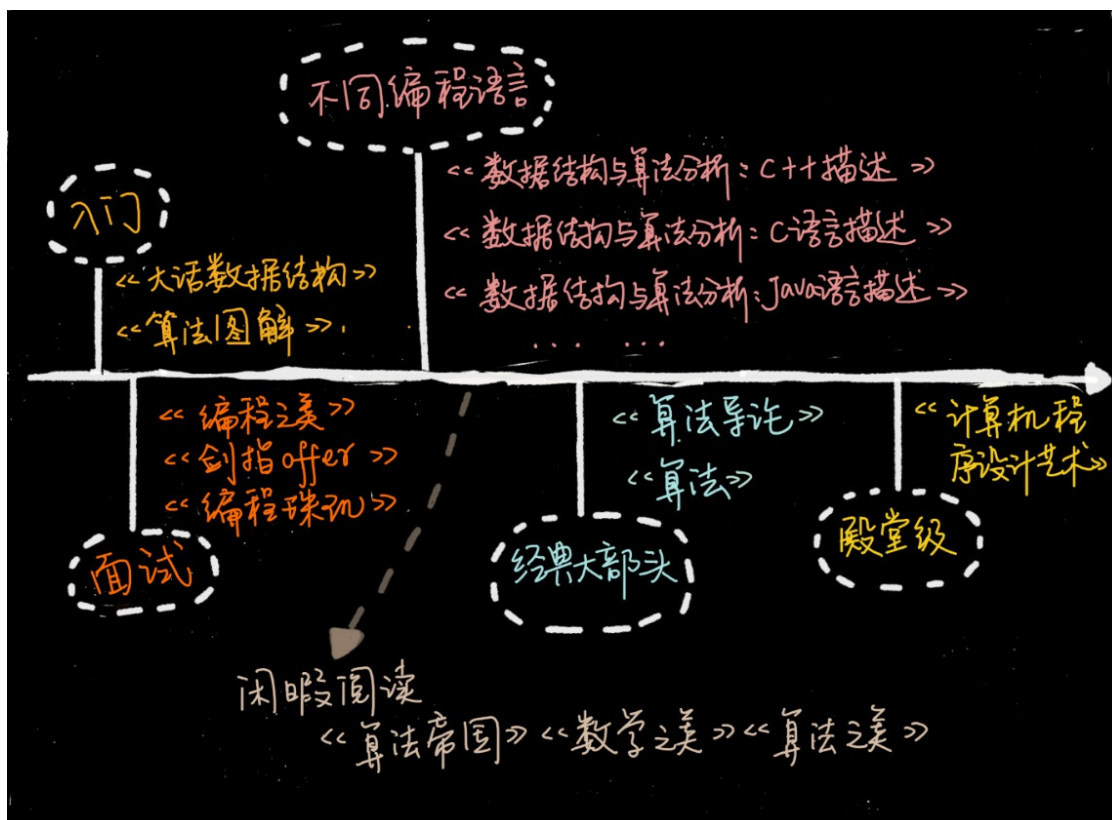 不同编程语言
<<数据结构与算法分析:C++描述>>
<<数据结构与算法分析:C语言描述>>
<<数据结构与算法分析:Java语言描述>>
... ...
入门
<<大话数据结构>>
<<算法图解>>.
<<编程之美>>
<<剑指offer>>
<<编程珠玑>>
面试
<<算法导论>>
<<算法>>
经典大部头
<<计算机程
序设计艺术>>
殿堂级
闲暇阅读
<<算法帝国>><<数学之美>><<算法之美>>